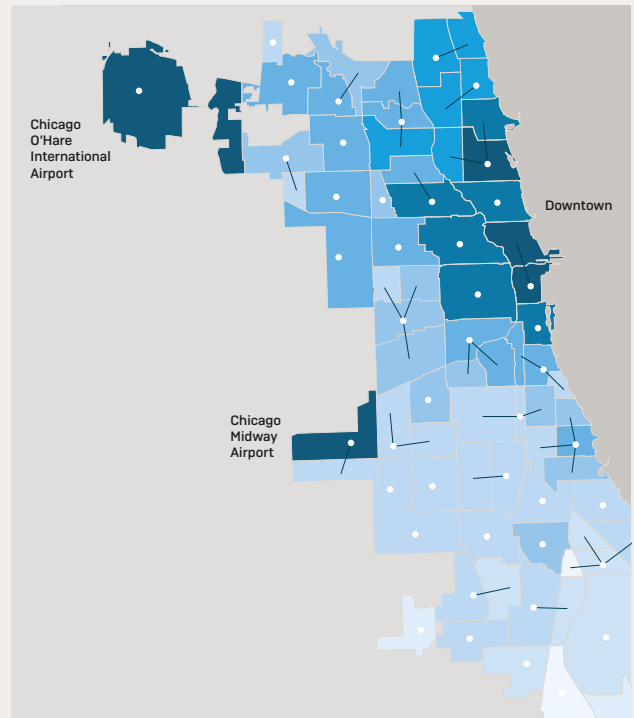 Chicago
O'Hare
International
Airport
Downtown
Chicago
Midway
Airport